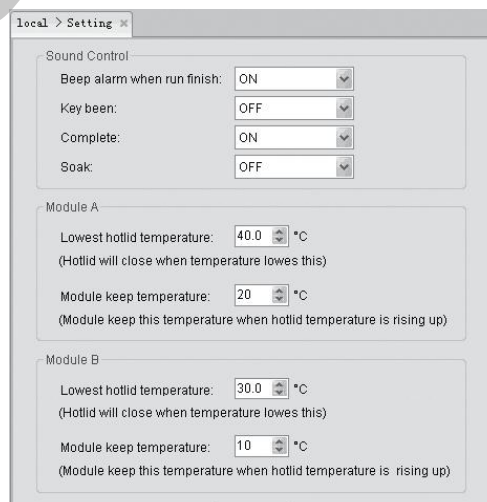 local > Setting
Sound Control
Beep alarm when run finish: ON
Key been: OFF
Complete: ON
Soak: OFF
Module A
Lowest hotlid temperature: 40.0 °C
(Hotlid will close when temperature lowes this)
Module keep temperature: 20 °C
(Module keep this temperature when hotlid temperature is rising up)
Module B
Lowest hotlid temperature: 30.0 °C
(Hotlid will close when temperature lowes this)
Module keep temperature: 10 °C
(Module keep this temperature when hotlid temperature is rising up)